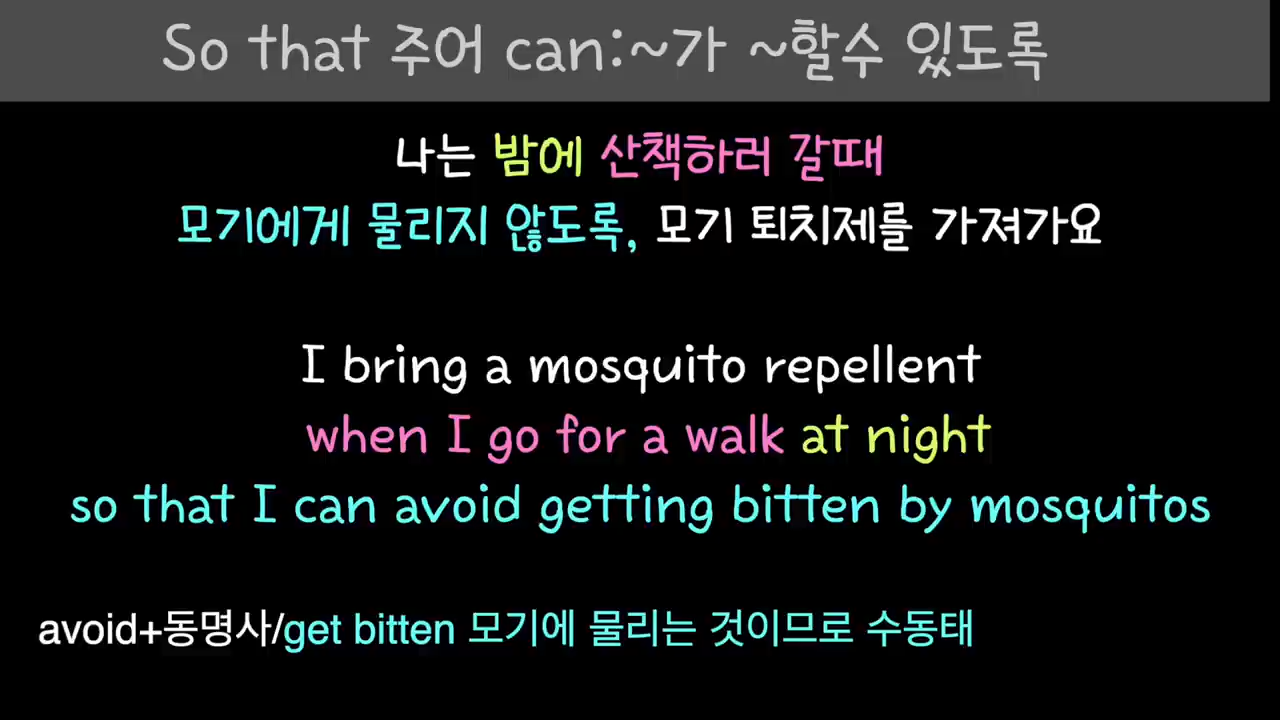 So that 주어 can:~가 ~할수 있도록
나는 밤에 산책하러 갈때
모기에게 물리지 않도록, 모기 퇴치제를 가져가요
I bring a mosquito repellent
when I go for a walk at night
so that I can avoid getting bitten by mosquitos
avoid+동명사/get bitten 모기에 물리는 것이므로 수동태